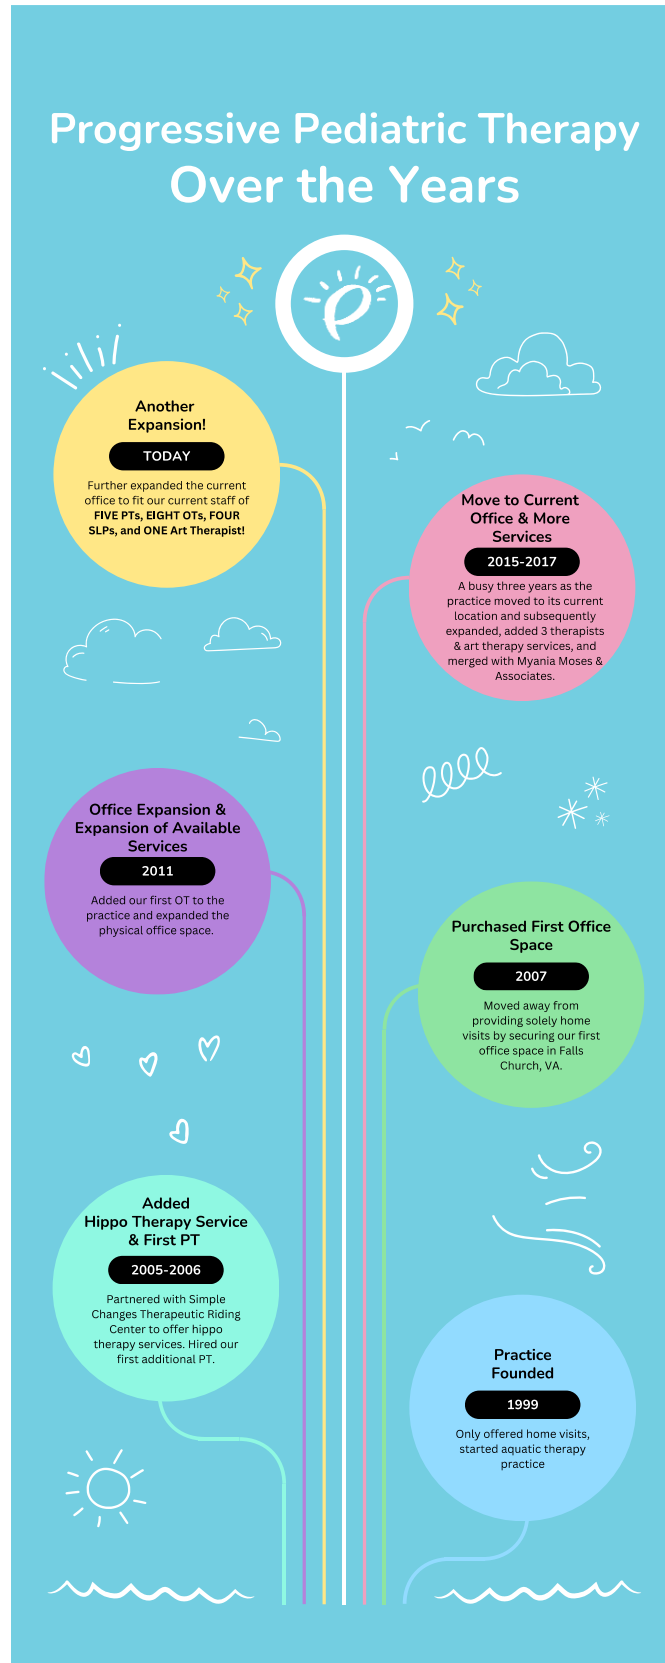 Progressive Pediatric Therapy
Over the Years
Another
Expansion!
TODAY
Further expanded the current
office to fit our current staff of
FIVE PTs, EIGHT OTs, FOUR
SLPs, and ONE Art Therapist!
Move to Current
Office & More
Services
2015-2017
A busy three years as the
practice moved to its current
location and subsequently
expanded, added 3 therapists
& art therapy services, and
merged with Myania Moses &
Associates.
Office Expansion &
Expansion of Available
Services
2011
Added our first OT to the
practice and expanded the
physical office space.
Purchased First Office
Space
2007
Moved away from
providing solely home
visits by securing our first
office space in Falls
Church, VA.
Added
Hippo Therapy Service
& First PT
2005-2006
Partnered with Simple
Changes Therapeutic Riding
Center to offer hippo
therapy services. Hired our
first additional PT.
Practice
Founded
1999
Only offered home visits,
started aquatic therapy
practice